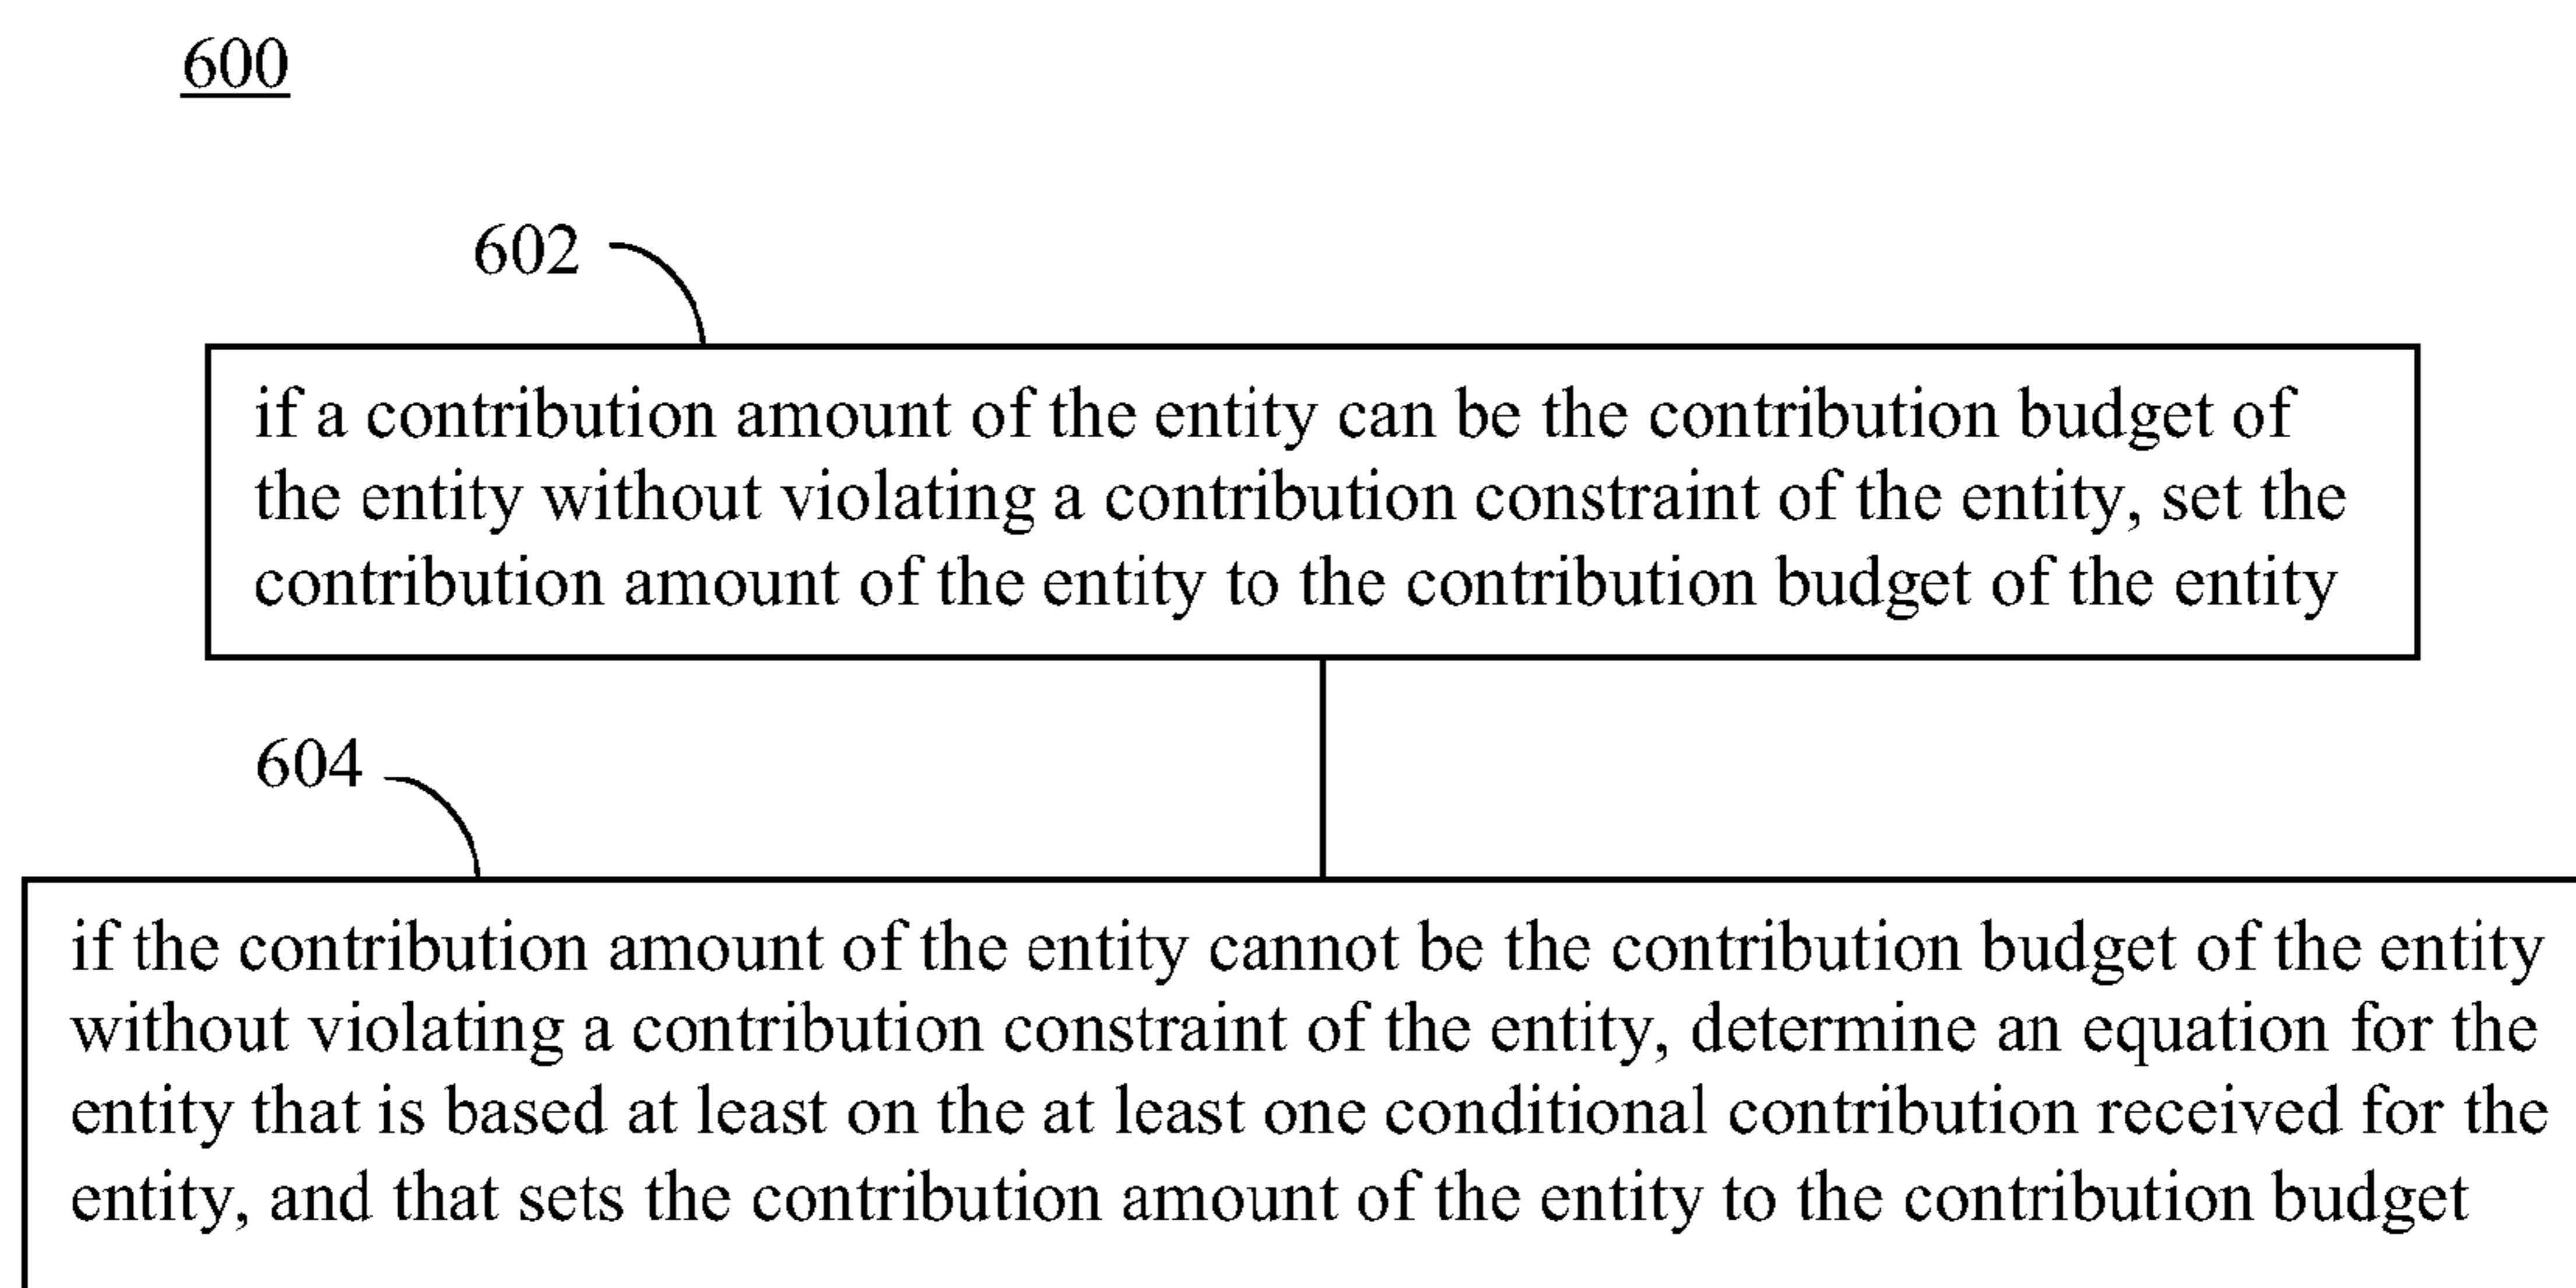 600
602
if a contribution amount of the entity can be the contribution budget of
the entity without violating a contribution constraint of the entity, set the
contribution amount of the entity to the contribution budget of the entity
604
if the contribution amount of the entity cannot be the contribution budget of the entity
without violating a contribution constraint of the entity, determine an equation for the
entity that is based at least on the at least one conditional contribution received for the
entity, and that sets the contribution amount of the entity to the contribution budget